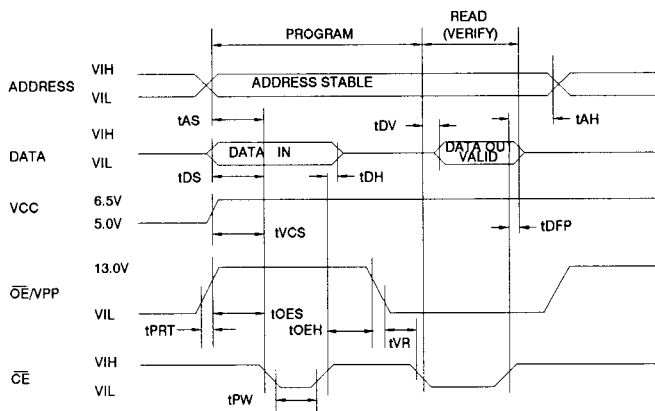 READ
(VERIFY)
PROGRAM
ADDRESS
VIH
VIL
ADDRESS STABLE
tAS
tDV
tAH
DATA
VIH
VIL
DATA IN
DATA OUT
VALID
tDS
tDH
VCC
6.5V
5.0V
tVCS
tDFP
OE/VPP
13.0V
VIL
tOES
tPRT
tOEH
tVR
CE
VIH
VIL
tPW